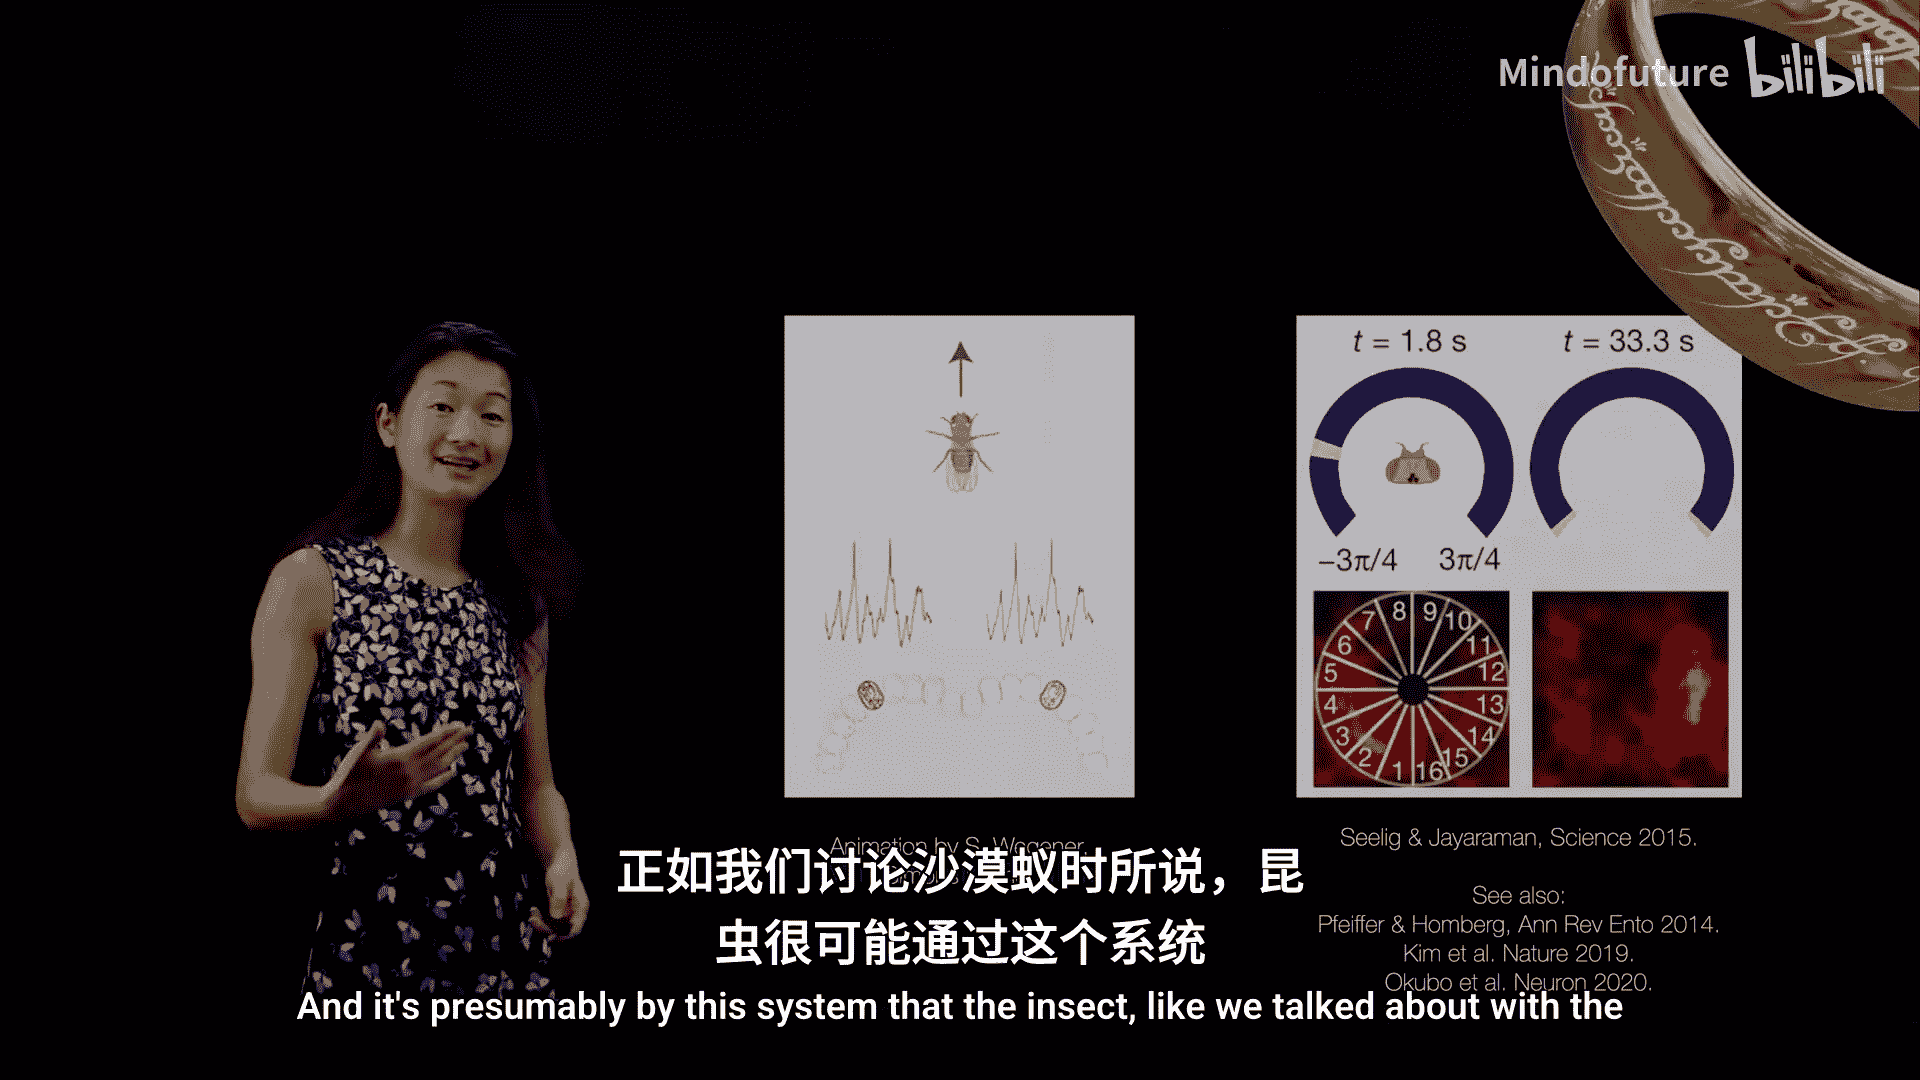 Mindofuture bilibili
t = 1.8 s t = 33.3 s
−3π/4 3π/4
8 9
7 10
6 11
5 12
4 13
3 14
2 15
1 16
Animation by S. Wegener.
Seelig & Jayaraman, Science 2015.
See also:
Pfeiffer & Homberg, Ann Rev Ento 2014.
Kim et al. Nature 2019.
Okubo et al. Neuron 2020.
正如我们讨论沙漠蚁时所说，昆
虫很可能通过这个系统
And it's presumably by this system that the insect, like we talked about with the